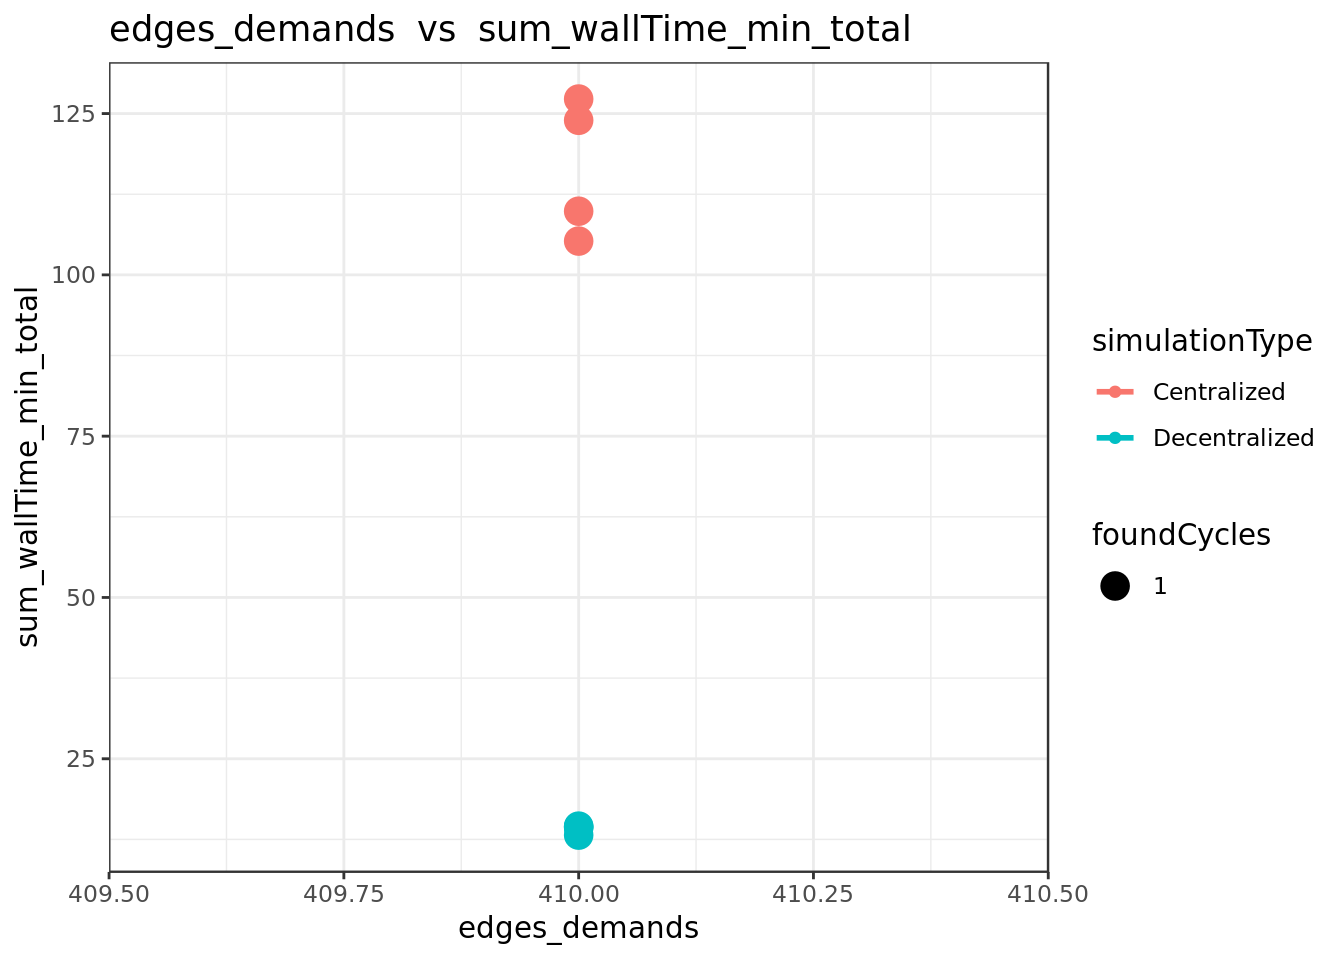 edges_demands  vs  sum_wallTime_min_total
sum_wallTime_min_total
125
100
75
50
25
409.50
409.75
410.00
410.25
410.50
edges_demands
simulationType
Centralized
Decentralized
foundCycles
1